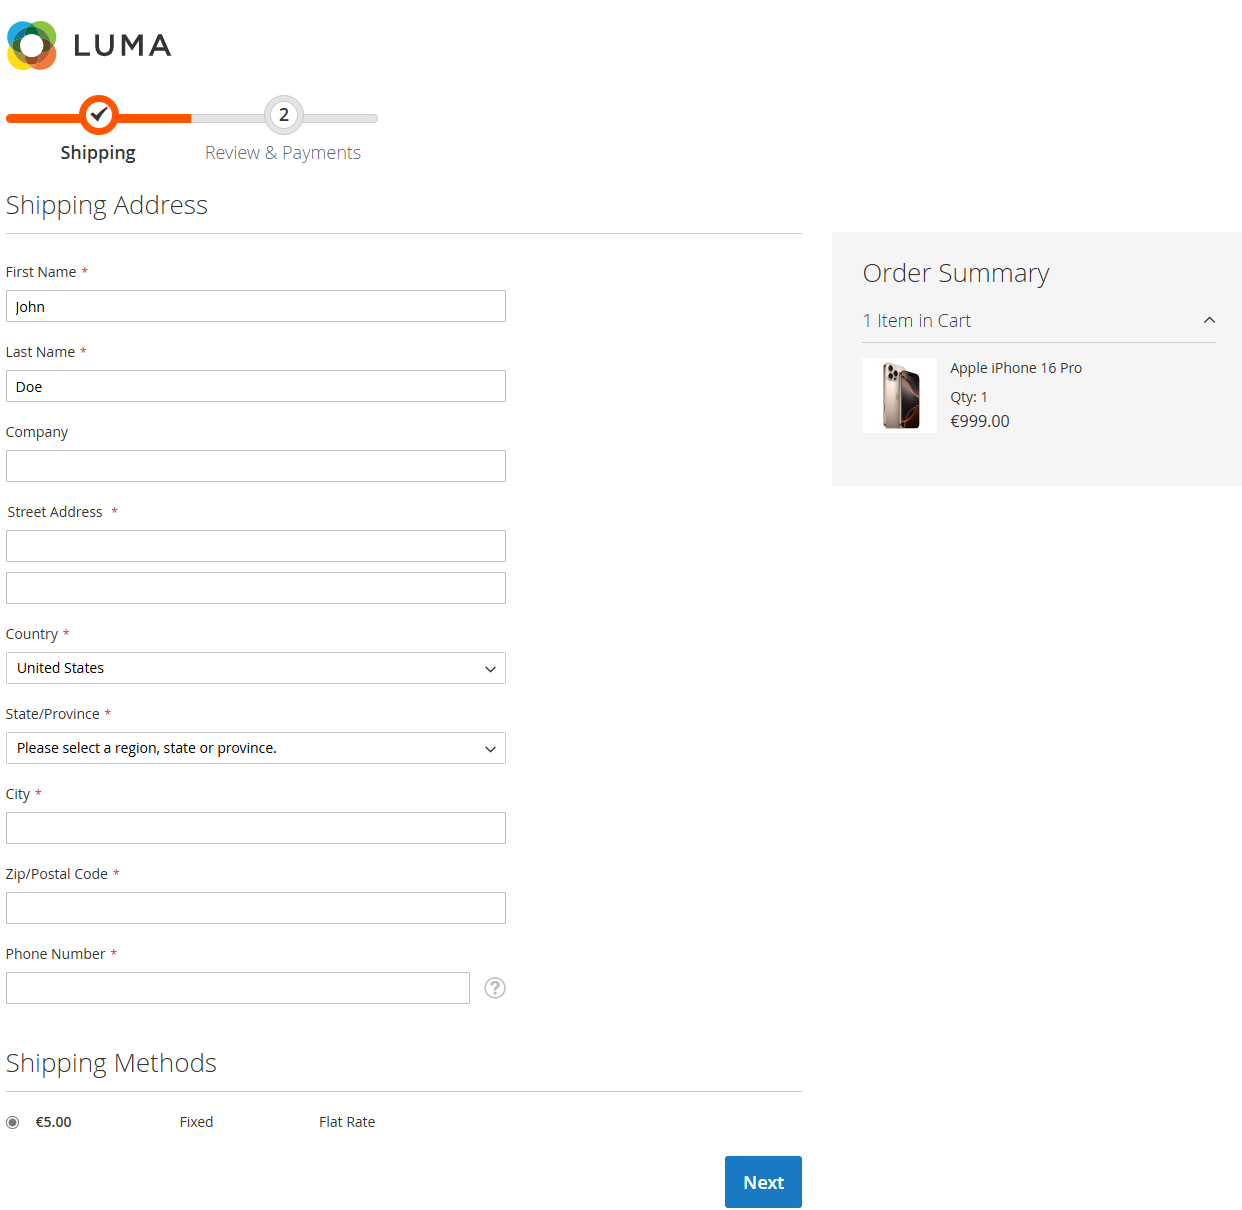 LUMA
2
Shipping
Review & Payments
Shipping Address
First Name *
John
Last Name *
Doe
Company
Street Address *
Country *
United States
State/Province *
Please select a region, state or province.
City *
Zip/Postal Code *
Phone Number *
?
Shipping Methods
€5.00 Fixed Flat Rate
Next
Order Summary
1 Item in Cart
Apple iPhone 16 Pro
Qty: 1
€999.00